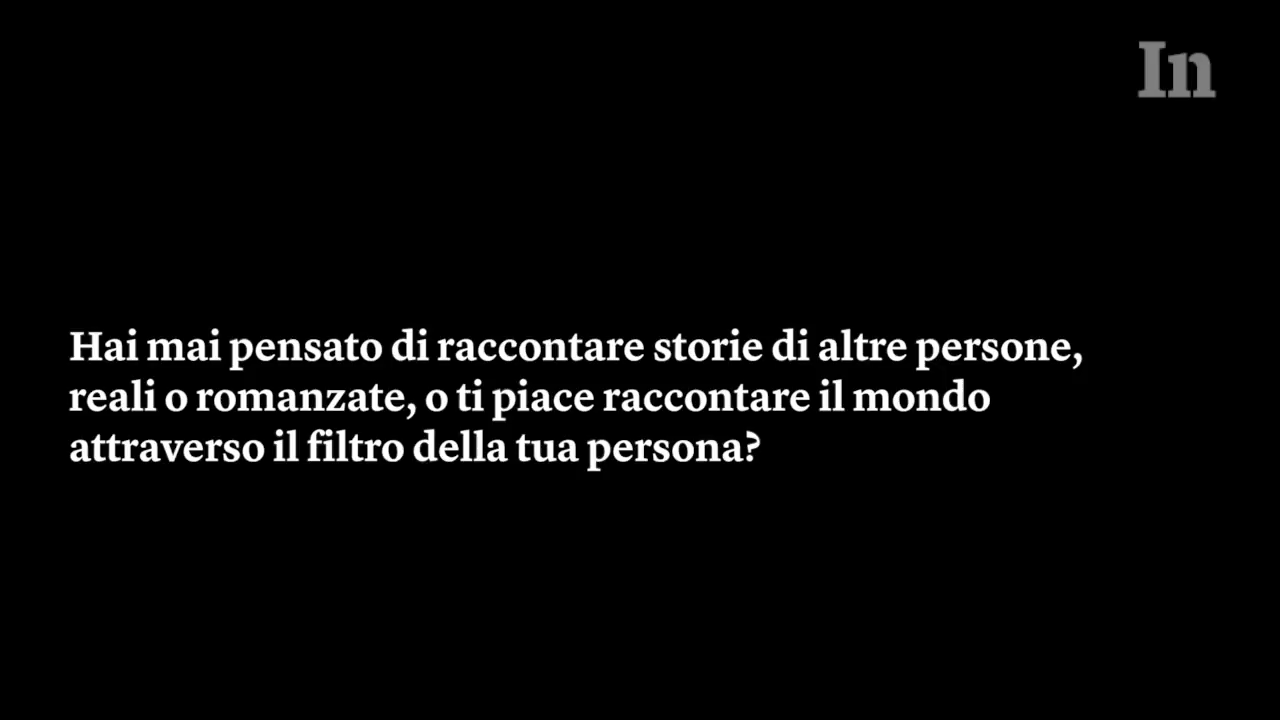 In
Hai mai pensato di raccontare storie di altre persone,
reali o romanzate, o ti piace raccontare il mondo
attraverso il filtro della tua persona?